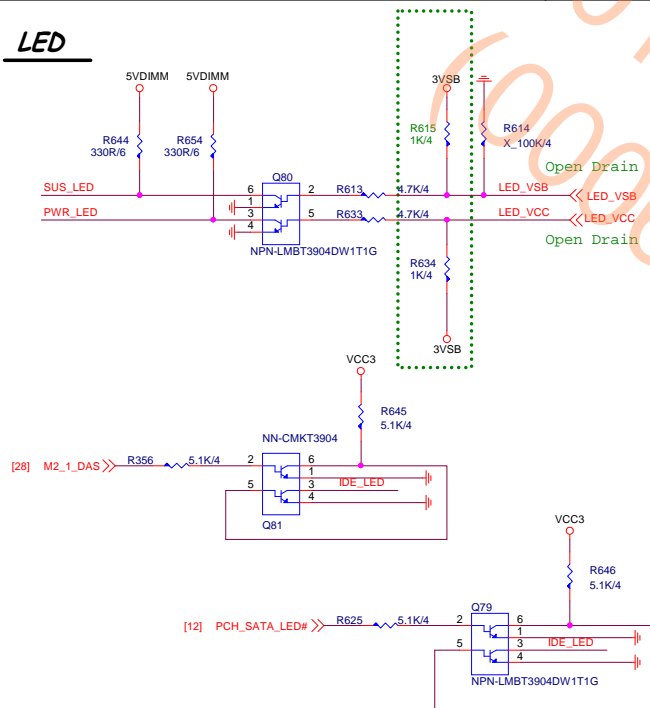 LED
5VDIMM 5VDIMM
3VSB
R644
330R/6
R654
330R/6
R615
1K/4
R614
X_100K/4
Open Drain
Q80
SUS_LED 6 2 R613 4.7K/4 LED_VSB LED_VSB
1
PWR_LED 3 5 R633 4.7K/4 LED_VCC LED_VCC
4
Open Drain
NPN-LMBT3904DW1T1G
R634
1K/4
3VSB
VCC3
R645
5.1K/4
NN-CMKT3904
[28] M2_1_DAS R356 5.1K/4 2 6
1
5 3 IDE_LED
4
Q81
VCC3
R646
5.1K/4
Q79
[12] PCH_SATA_LED# R625 5.1K/4 2 6
1
5 3 IDE_LED
4
NPN-LMBT3904DW1T1G